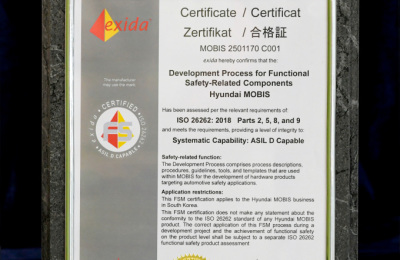 exida
Certificate / Certificat
Zertifikat / 合格証
MOBIS 2501170 C001
exida hereby confirms that the:
Development Process for Functional
Safety-Related Components
Hyundai MOBIS
The manufacturer
may use the mark:
CERTIFIED
exida
ISO 26262
FS
ASIL D CAPABLE
Has been assessed per the relevant requirements of:
ISO 26262: 2018 Parts 2, 5, 8, and 9
and meets the requirements, providing a level of integrity to:
Systematic Capability: ASIL D Capable
Safety-related function:
The Development Process comprises process descriptions,
procedures, guidelines, tools, and templates that are used
within MOBIS for the development of hardware products
targeting automotive safety applications.
Application restrictions:
This FSM certification applies to the Hyundai MOBIS business
in South Korea
This FSM certification does not make any statement about the
conformity to the ISO 26262 standard of any Hyundai MOBIS
product. The correct application of this FSM process during a
development project and the achievement of functional safety
on the product level shall be subject to a separate ISO 26262
functional safety product assessment